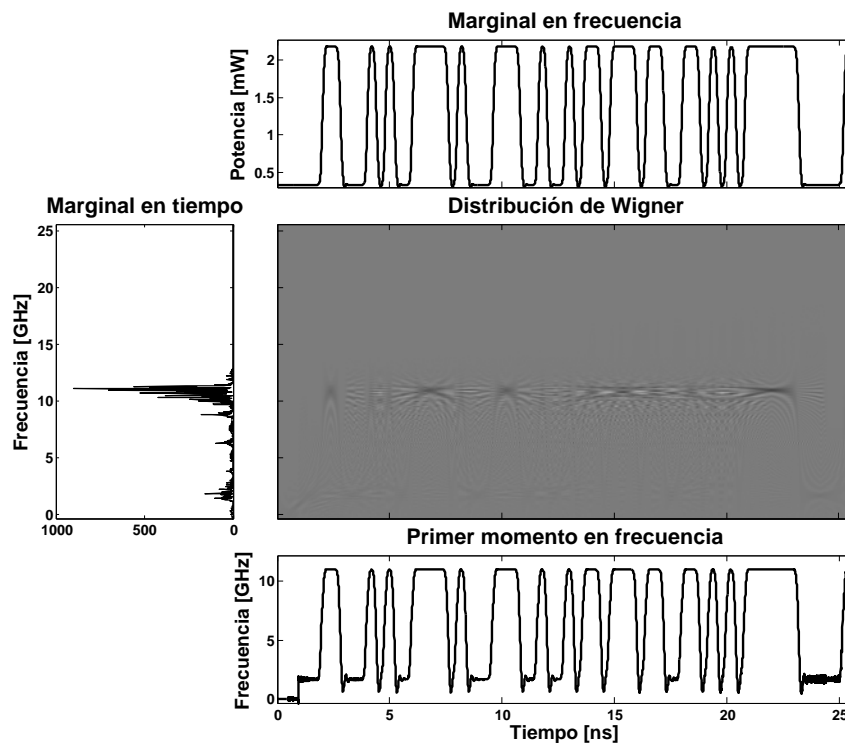 Marginal en frecuencia
Potencia [mW]
2
1.5
1
0.5
Marginal en tiempo
Distribución de Wigner
Frecuencia [GHz]
25
20
15
10
5
0
1000 500 0
Primer momento en frecuencia
Frecuencia [GHz]
10
5
0
0 5 10 15 20 25
Tiempo [ns]